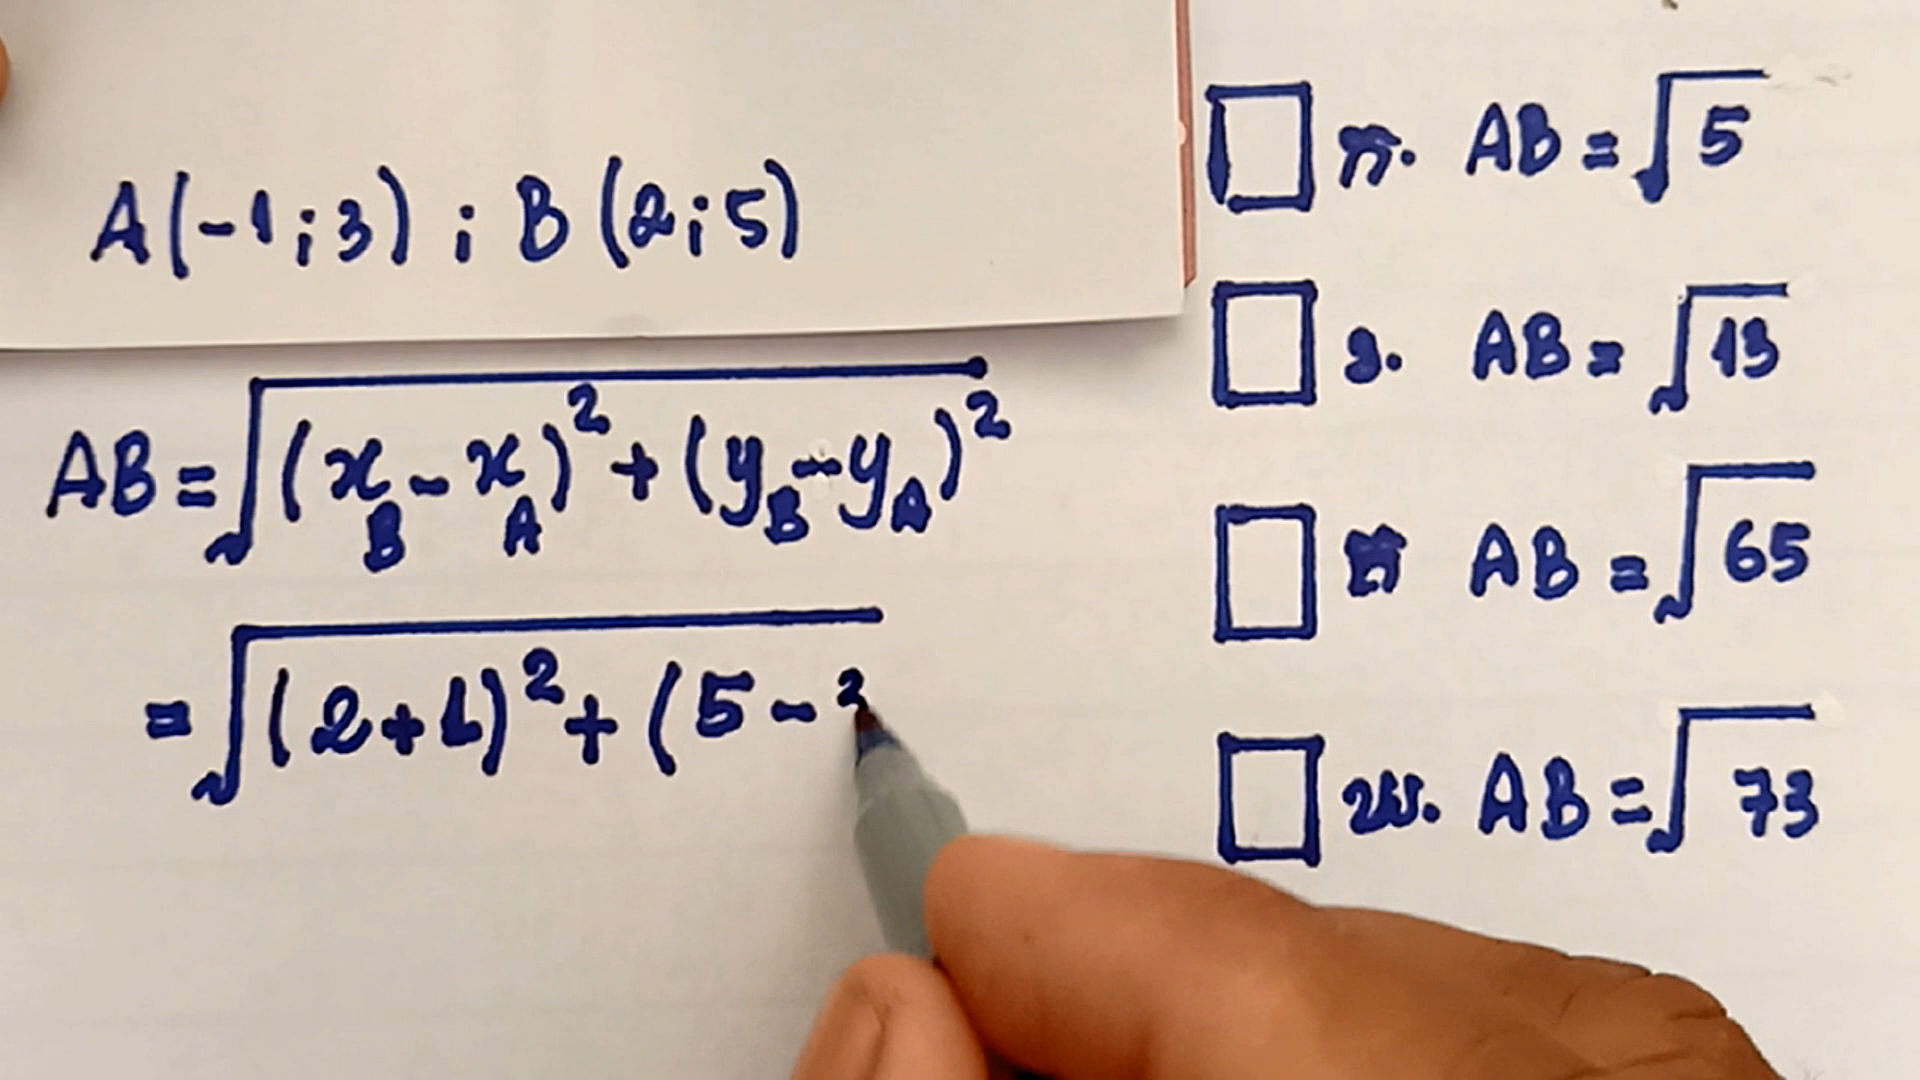 A(-1;3) ; B(2;5)
AB = √(x_B - x_A)² + (y_B - y_A)²
= √(2+1)² + (5 -
AB = √5
AB = √13
AB = √65
AB = √73